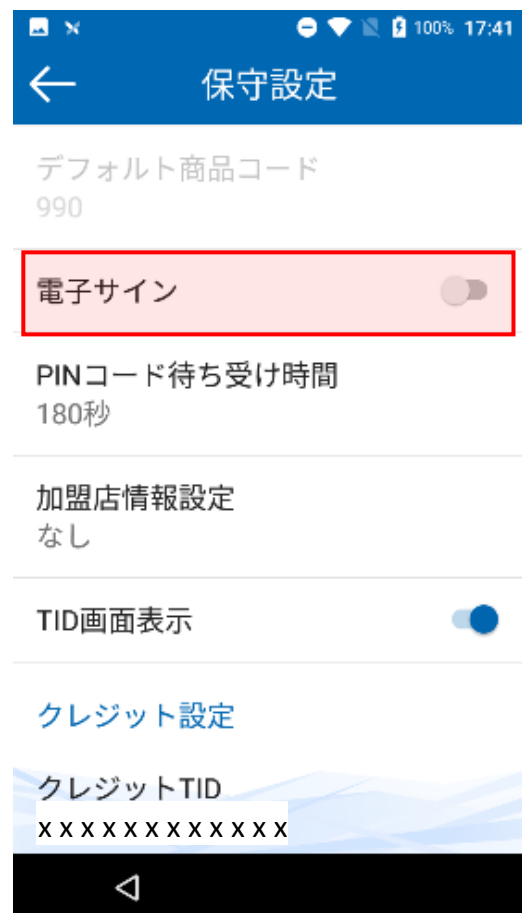 100% 17:41
保守設定
デフォルト商品コード
990
電子サイン
PINコード待ち受け時間
180秒
加盟店情報設定
なし
TID画面表示
クレジット設定
クレジットTID
xxxxxxxxxxxx